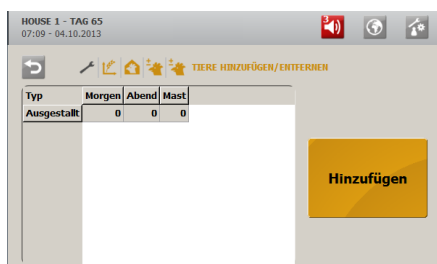 HOUSE 1 - TAG 65
07:09 - 04.10.2013
3
TIERE HINZUFÜGEN/ENTFERNEN
Typ Morgen Abend Mast
Ausgestallt 0 0 0
Hinzufügen